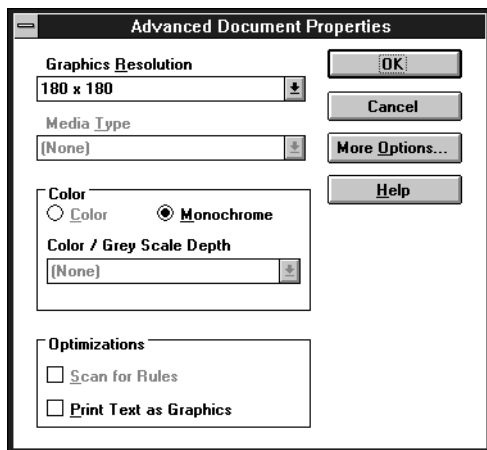 Advanced Document Properties
Graphics Resolution
180 x 180
Media Type
(None)
Color
Color
Monochrome
Color / Grey Scale Depth
(None)
Optimizations
Scan for Rules
Print Text as Graphics
OK
Cancel
More Options...
Help